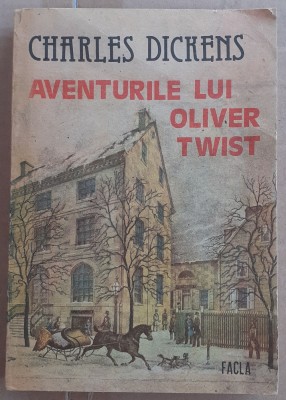 CHARLES DICKENS
AVENTURILE LUI
OLIVER
TWIST
FACLA